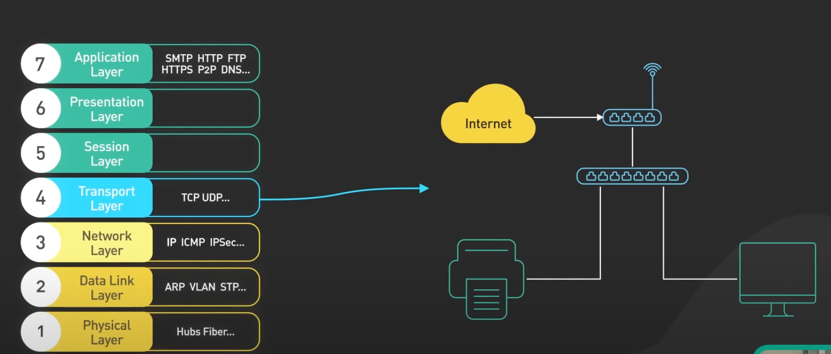 7
Application
Layer
SMTP HTTP FTP
HTTPS P2P DNS...
6
Presentation
Layer
5
Session
Layer
4
Transport
Layer
TCP UDP...
3
Network
Layer
IP ICMP IPSec...
2
Data Link
Layer
ARP VLAN STP...
1
Physical
Layer
Hubs Fiber...
Internet